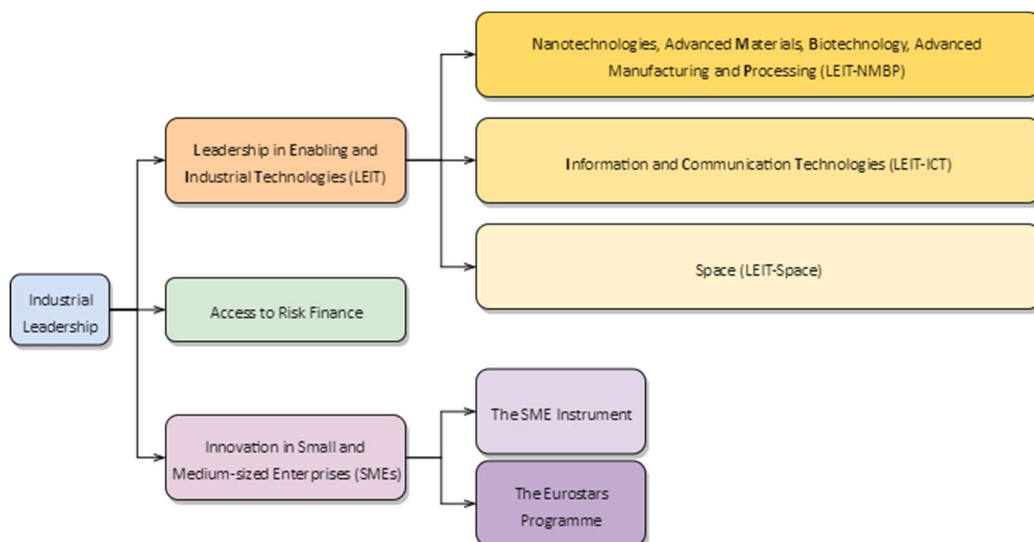 Nanotechnologies, Advanced Materials, Biotechnology, Advanced
Manufacturing and Processing (LEIT-NMBP)
Leadership in Enabling and
Industrial Technologies (LEIT)
Information and Communication Technologies (LEIT-ICT)
Space (LEIT-Space)
Industrial
Leadership
Access to Risk Finance
Innovation in Small and
Medium-sized Enterprises (SMEs)
The SME Instrument
The Eurostars
Programme